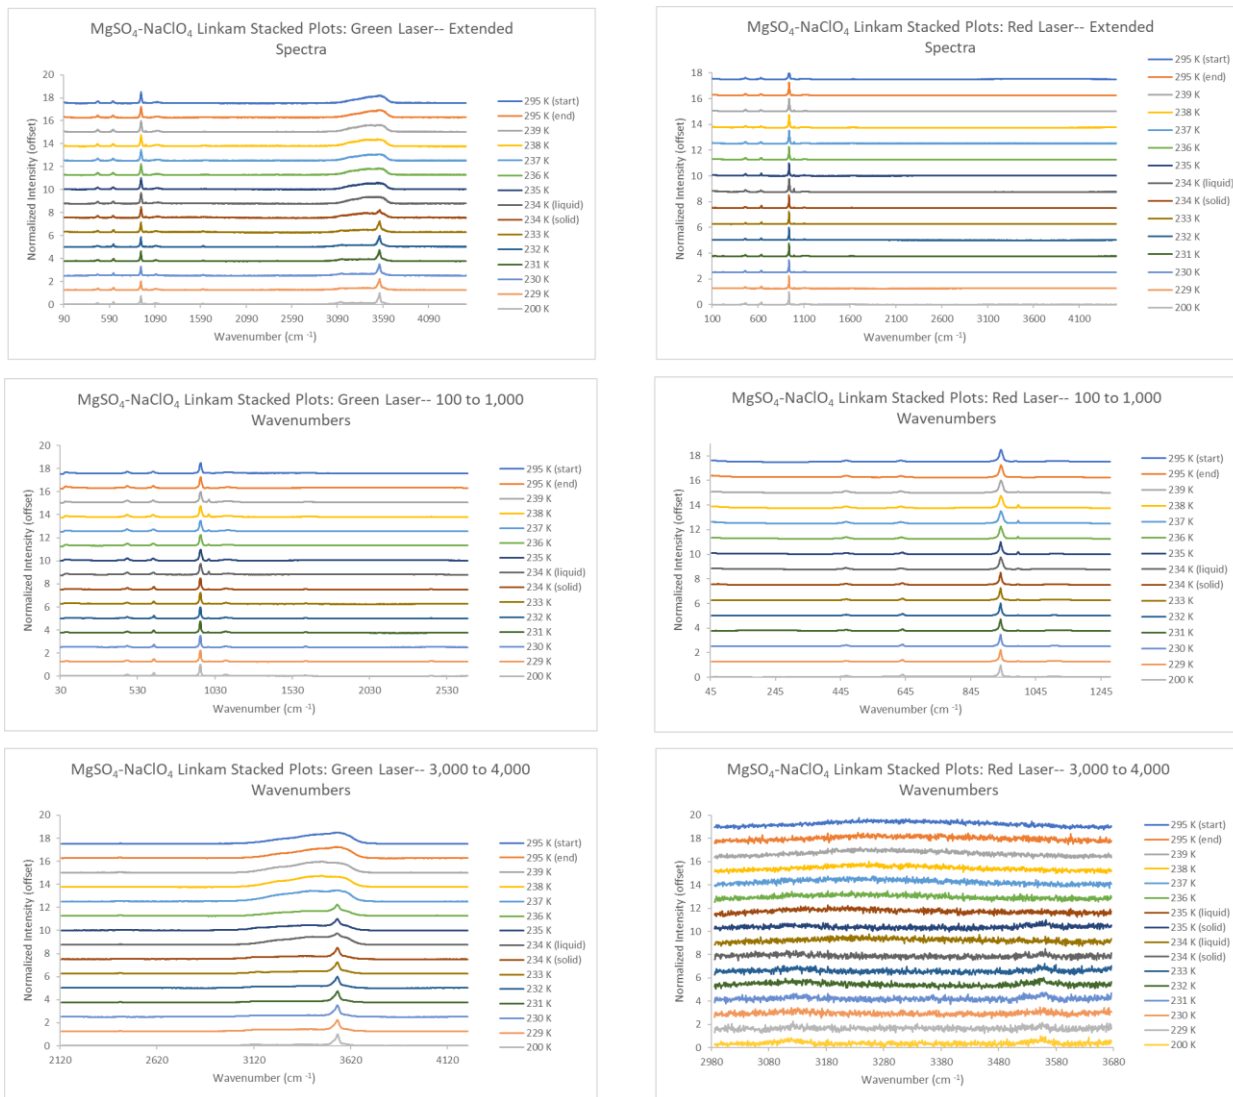 MgSO₄-NaClO₄ Linkam Stacked Plots: Green Laser-- Extended
Spectra
Normalized Intensity (offset)
20
18
16
14
12
10
8
6
4
2
0
90 590 1090 1590 2090 2590 3090 3590 4090
Wavenumber (cm ⁻¹)
295 K (start)
295 K (end)
239 K
238 K
237 K
236 K
235 K
234 K (liquid)
234 K (solid)
233 K
232 K
231 K
230 K
229 K
200 K
MgSO₄-NaClO₄ Linkam Stacked Plots: Red Laser-- Extended
Spectra
Normalized Intensity (offset)
18
16
14
12
10
8
6
4
2
0
100 600 1100 1600 2100 2600 3100 3600 4100
Wavenumber (cm ⁻¹)
295 K (start)
295 K (end)
239 K
238 K
237 K
236 K
235 K
234 K (liquid)
234 K (solid)
233 K
232 K
231 K
230 K
229 K
200 K
MgSO₄-NaClO₄ Linkam Stacked Plots: Green Laser-- 100 to 1,000
Wavenumbers
Normalized Intensity (offset)
20
18
16
14
12
10
8
6
4
2
0
30 530 1030 1530 2030 2530
Wavenumber (cm ⁻¹)
295 K (start)
295 K (end)
239 K
238 K
237 K
236 K
235 K
234 K (liquid)
234 K (solid)
233 K
232 K
231 K
230 K
229 K
200 K
MgSO₄-NaClO₄ Linkam Stacked Plots: Red Laser-- 100 to 1,000
Wavenumbers
Normalized Intensity (offset)
18
16
14
12
10
8
6
4
2
0
45 245 445 645 845 1045 1245
Wavenumber (cm ⁻¹)
295 K (start)
295 K (end)
239 K
238 K
237 K
236 K
235 K
234 K (liquid)
234 K (solid)
233 K
232 K
231 K
230 K
229 K
200 K
MgSO₄-NaClO₄ Linkam Stacked Plots: Green Laser-- 3,000 to 4,000
Wavenumbers
Normalized Intensity (offset)
20
18
16
14
12
10
8
6
4
2
0
2120 2620 3120 3620 4120
Wavenumber (cm ⁻¹)
295 K (start)
295 K (end)
239 K
238 K
237 K
236 K
235 K
234 K (liquid)
234 K (solid)
233 K
232 K
231 K
230 K
229 K
200 K
MgSO₄-NaClO₄ Linkam Stacked Plots: Red Laser-- 3,000 to 4,000
Wavenumbers
Normalized Intensity (offset)
20
18
16
14
12
10
8
6
4
2
0
2980 3080 3180 3280 3380 3480 3580 3680
Wavenumber (cm ⁻¹)
295 K (start)
295 K (end)
239 K
238 K
237 K
236 K
235 K (liquid)
235 K (solid)
234 K (liquid)
234 K (solid)
233 K
232 K
231 K
230 K
229 K
200 K